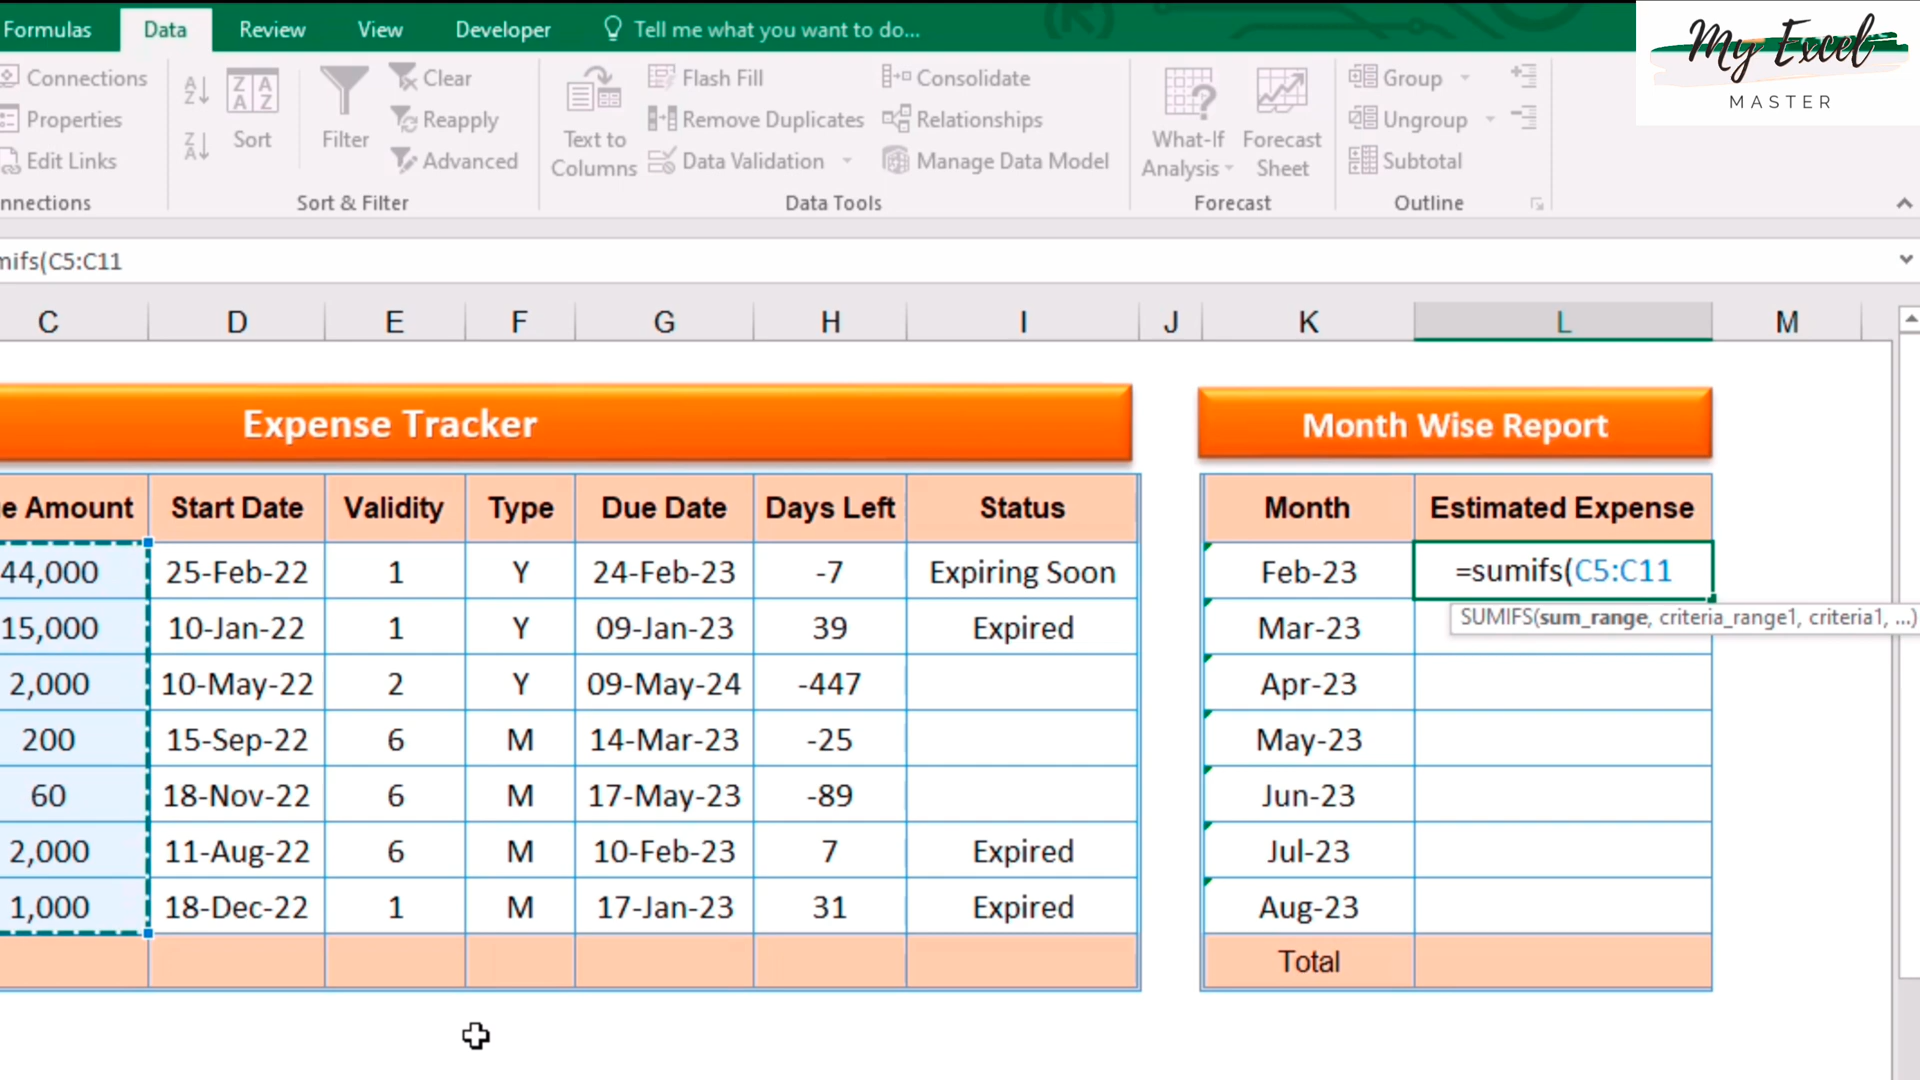 Formulas Data Review View Developer Tell me what you want to do...
My Excel
MASTER
Connections
Properties
Edit Links
nnections
Sort
Filter
Clear
Reapply
Advanced
Sort & Filter
Text to
Columns
Flash Fill
Remove Duplicates
Data Validation
Consolidate
Relationships
Manage Data Model
Data Tools
What-If
Analysis
Forecast
Sheet
Forecast
Group
Ungroup
Subtotal
Outline
mifs(C5:C11
C D E F G H I J K L M
Expense Tracker
e Amount Start Date Validity Type Due Date Days Left Status
44,000 25-Feb-22 1 Y 24-Feb-23 -7 Expiring Soon
15,000 10-Jan-22 1 Y 09-Jan-23 39 Expired
2,000 10-May-22 2 Y 09-May-24 -447
200 15-Sep-22 6 M 14-Mar-23 -25
60 18-Nov-22 6 M 17-May-23 -89
2,000 11-Aug-22 6 M 10-Feb-23 7 Expired
1,000 18-Dec-22 1 M 17-Jan-23 31 Expired
Month Wise Report
Month Estimated Expense
Feb-23 =sumifs(C5:C11
SUMIFS(sum_range, criteria_range1, criteria1, ...)
Mar-23
Apr-23
May-23
Jun-23
Jul-23
Aug-23
Total